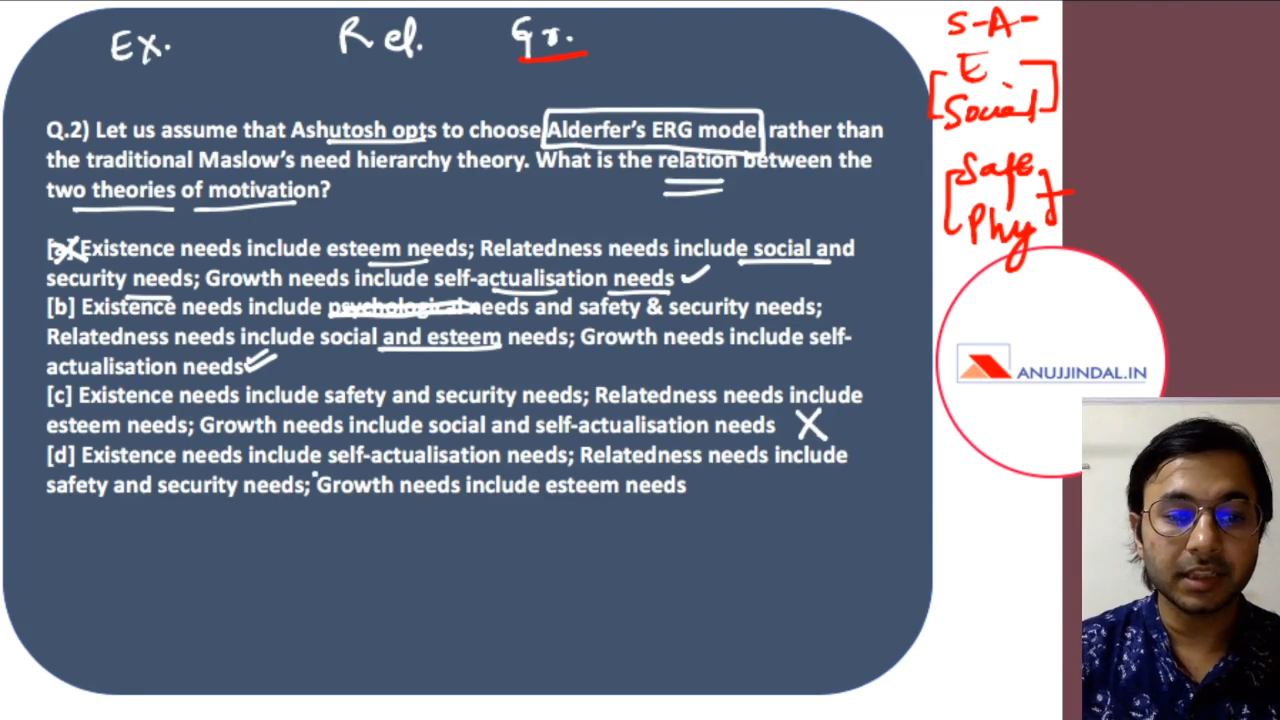 Ex. Rel. Gr.
S-A-
E
Social
Safe
Phy
Q.2) Let us assume that Ashutosh opts to choose Alderfer’s ERG model rather than
the traditional Maslow’s need hierarchy theory. What is the relation between the
two theories of motivation?
[a] Existence needs include esteem needs; Relatedness needs include social and
security needs; Growth needs include self-actualisation needs
[b] Existence needs include psychological needs and safety & security needs;
Relatedness needs include social and esteem needs; Growth needs include self-
actualisation needs
[c] Existence needs include safety and security needs; Relatedness needs include
esteem needs; Growth needs include social and self-actualisation needs
[d] Existence needs include self-actualisation needs; Relatedness needs include
safety and security needs; Growth needs include esteem needs
ANUJJINDAL.IN